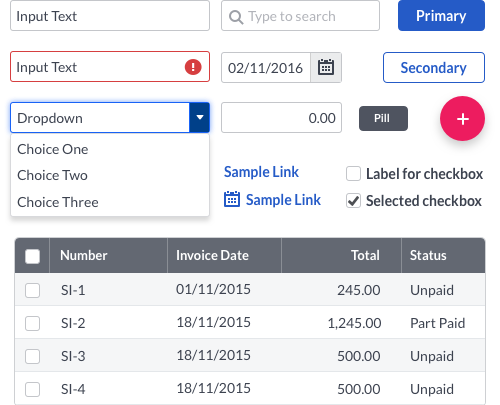 Input Text
Type to search
Primary
Input Text
02/11/2016
Secondary
Dropdown
0.00
Pill
Choice One
Choice Two
Choice Three
Sample Link
Label for checkbox
Sample Link
Selected checkbox
Number Invoice Date Total Status
SI-1 01/11/2015 245.00 Unpaid
SI-2 18/11/2015 1,245.00 Part Paid
SI-3 18/11/2015 500.00 Unpaid
SI-4 18/11/2015 500.00 Unpaid